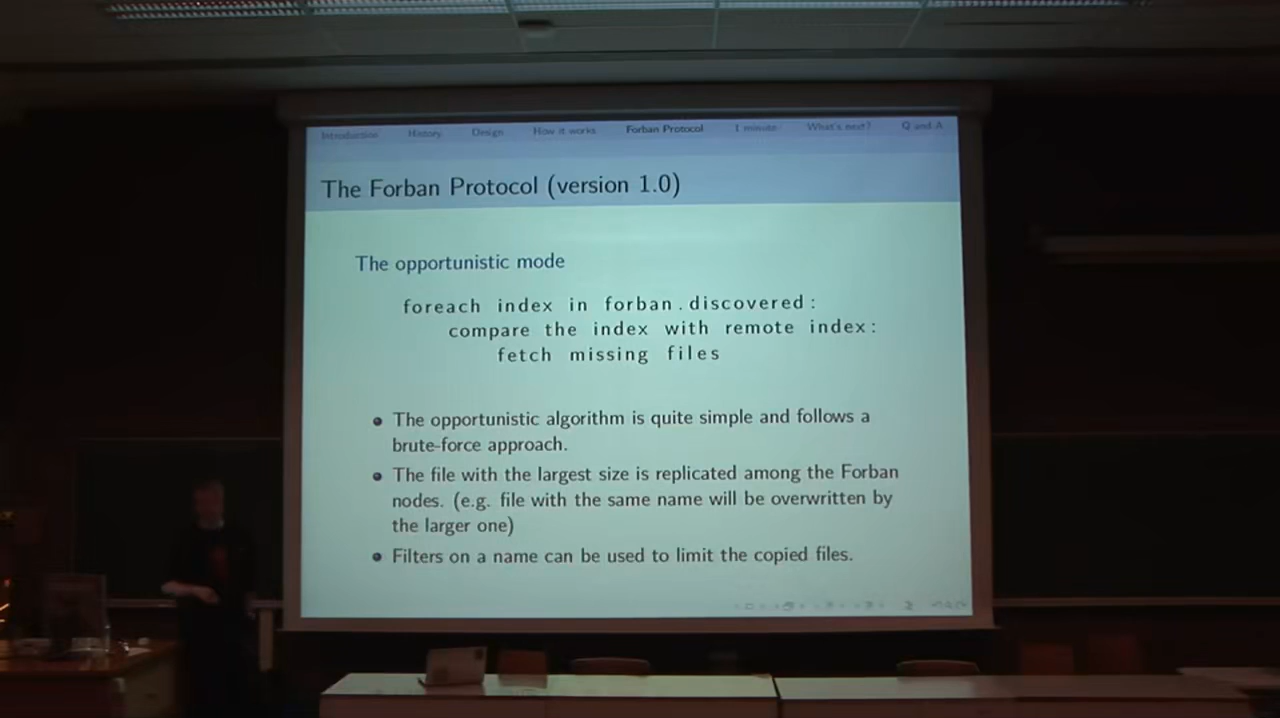 Introduction History Design How it works Forban Protocol 1 minute What's next? Q and A
The Forban Protocol (version 1.0)
The opportunistic mode
foreach index in forban.discovered:
compare the index with remote index:
fetch missing files
The opportunistic algorithm is quite simple and follows a
brute-force approach.
The file with the largest size is replicated among the Forban
nodes. (e.g. file with the same name will be overwritten by
the larger one)
Filters on a name can be used to limit the copied files.